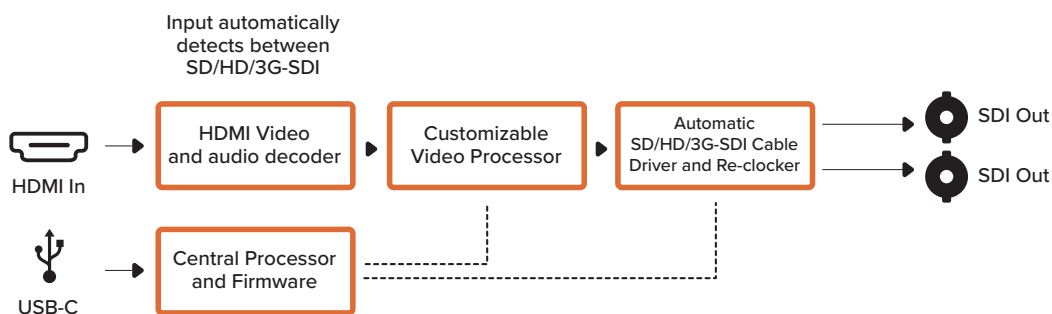 Input automatically
detects between
SD/HD/3G-SDI
HDMI In
HDMI Video
and audio decoder
Customizable
Video Processor
Automatic
SD/HD/3G-SDI Cable
Driver and Re-clocker
SDI Out
SDI Out
USB-C
Central Processor
and Firmware